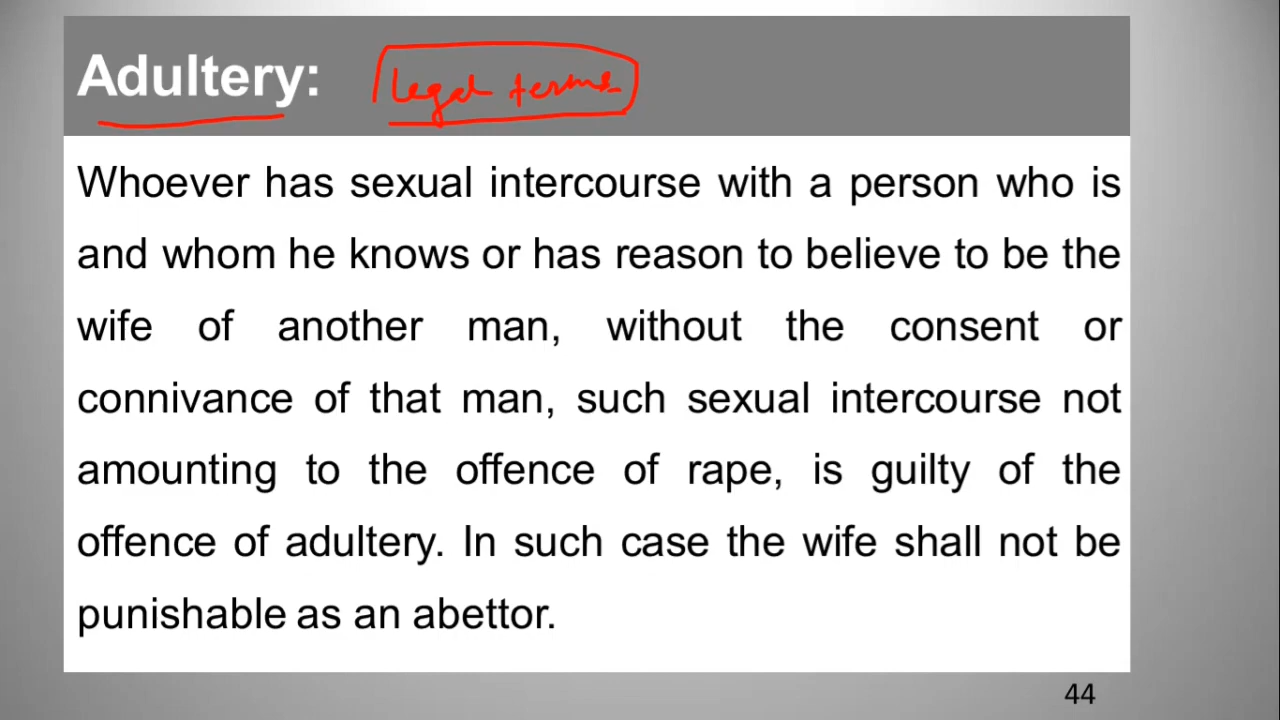 Adultery: legal terms
Whoever has sexual intercourse with a person who is
and whom he knows or has reason to believe to be the
wife of another man, without the consent or
connivance of that man, such sexual intercourse not
amounting to the offence of rape, is guilty of the
offence of adultery. In such case the wife shall not be
punishable as an abettor.
44